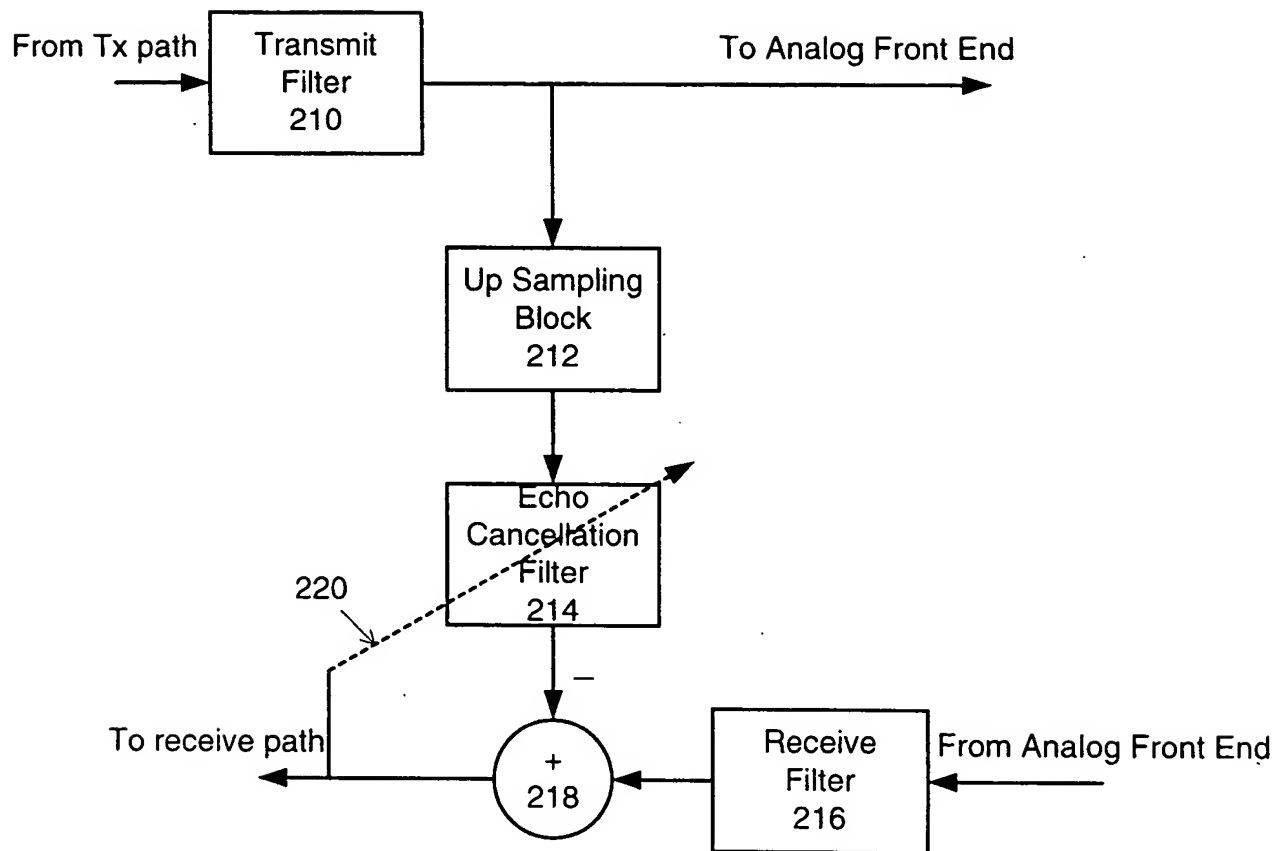 From Tx path
Transmit
Filter
210
To Analog Front End
Up Sampling
Block
212
Echo
Cancellation
Filter
214
220
–
To receive path
+
218
Receive
Filter
216
From Analog Front End